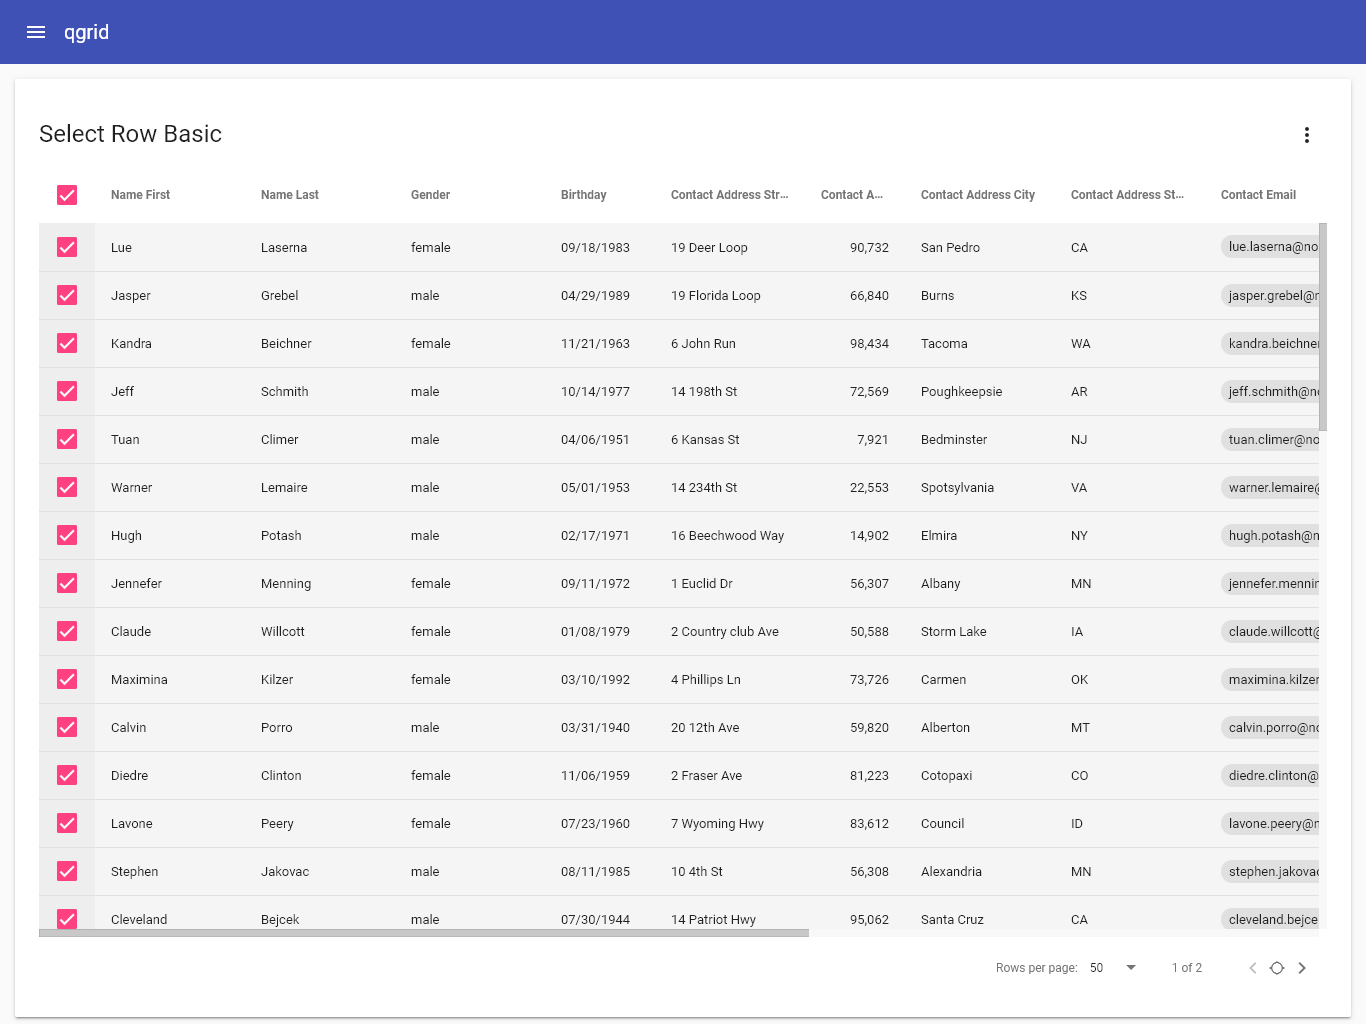 qgrid
Select Row Basic
Name First Name Last Gender Birthday Contact Address Str... Contact A... Contact Address City Contact Address St... Contact Email
Lue Laserna female 09/18/1983 19 Deer Loop 90,732 San Pedro CA lue.laserna@no
Jasper Grebel male 04/29/1989 19 Florida Loop 66,840 Burns KS jasper.grebel@n
Kandra Beichner female 11/21/1963 6 John Run 98,434 Tacoma WA kandra.beichner
Jeff Schmith male 10/14/1977 14 198th St 72,569 Poughkeepsie AR jeff.schmith@no
Tuan Climer male 04/06/1951 6 Kansas St 7,921 Bedminster NJ tuan.climer@no
Warner Lemaire male 05/01/1953 14 234th St 22,553 Spotsylvania VA warner.lemaire@
Hugh Potash male 02/17/1971 16 Beechwood Way 14,902 Elmira NY hugh.potash@n
Jennefer Menning female 09/11/1972 1 Euclid Dr 56,307 Albany MN jennefer.mennin
Claude Willcott female 01/08/1979 2 Country club Ave 50,588 Storm Lake IA claude.willcott@
Maximina Kilzer female 03/10/1992 4 Phillips Ln 73,726 Carmen OK maximina.kilzer
Calvin Porro male 03/31/1940 20 12th Ave 59,820 Alberton MT calvin.porro@no
Diedre Clinton female 11/06/1959 2 Fraser Ave 81,223 Cotopaxi CO diedre.clinton@
Lavone Peery female 07/23/1960 7 Wyoming Hwy 83,612 Council ID lavone.peery@n
Stephen Jakovac male 08/11/1985 10 4th St 56,308 Alexandria MN stephen.jakovac
Cleveland Bejcek male 07/30/1944 14 Patriot Hwy 95,062 Santa Cruz CA cleveland.bejce
Rows per page: 50 1 of 2